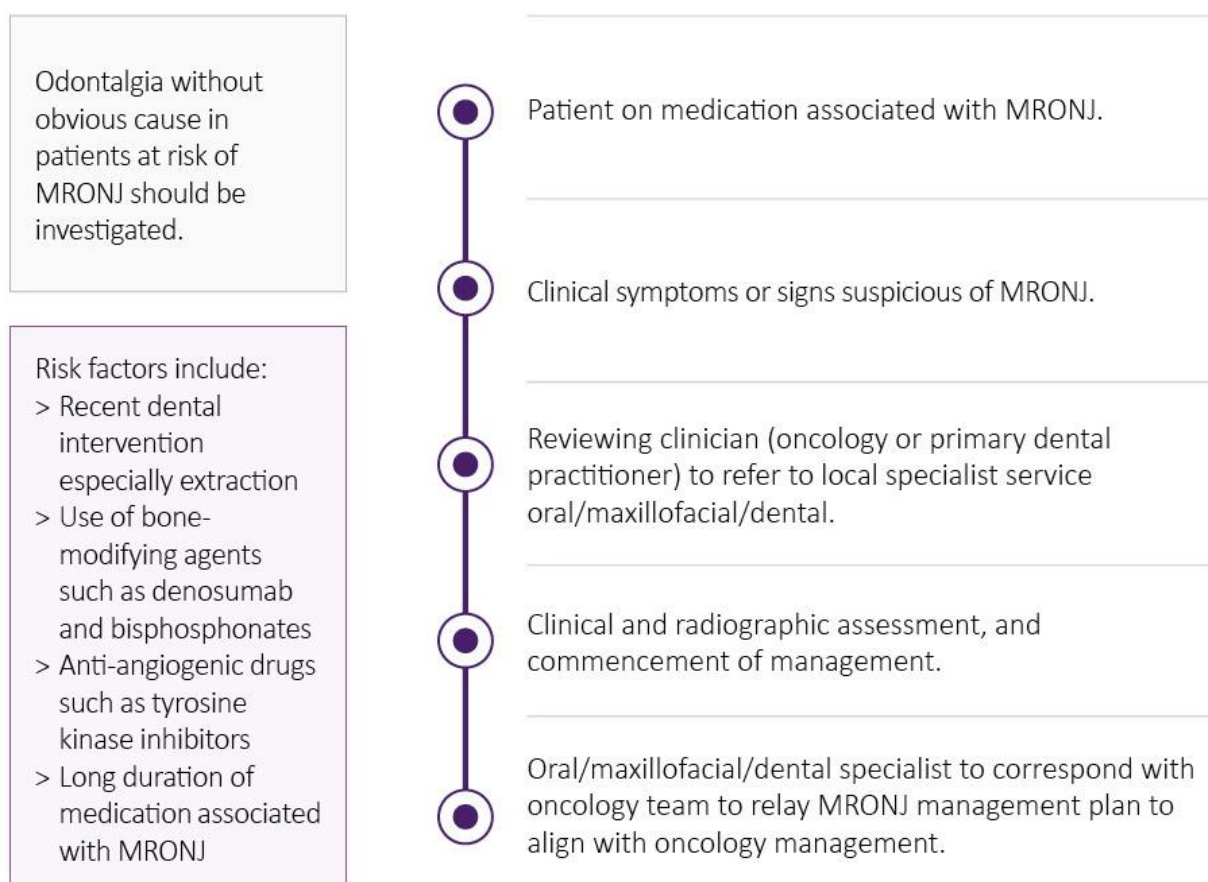 Odontalgia without
obvious cause in
patients at risk of
MRONJ should be
investigated.
Risk factors include:
> Recent dental
intervention
especially extraction
> Use of bone-
modifying agents
such as denosumab
and bisphosphonates
> Anti-angiogenic drugs
such as tyrosine
kinase inhibitors
> Long duration of
medication associated
with MRONJ
Patient on medication associated with MRONJ.
Clinical symptoms or signs suspicious of MRONJ.
Reviewing clinician (oncology or primary dental
practitioner) to refer to local specialist service
oral/maxillofacial/dental.
Clinical and radiographic assessment, and
commencement of management.
Oral/maxillofacial/dental specialist to correspond with
oncology team to relay MRONJ management plan to
align with oncology management.